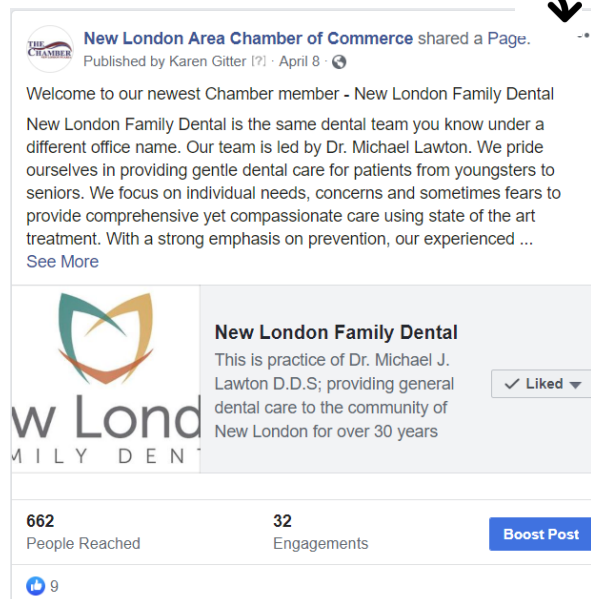 THE
CHAMBER
New London Area Chamber of Commerce shared a Page.
Published by Karen Gitter [?] · April 8 ·
Welcome to our newest Chamber member - New London Family Dental
New London Family Dental is the same dental team you know under a
different office name. Our team is led by Dr. Michael Lawton. We pride
ourselves in providing gentle dental care for patients from youngsters to
seniors. We focus on individual needs, concerns and sometimes fears to
provide comprehensive yet compassionate care using state of the art
treatment. With a strong emphasis on prevention, our experienced ...
See More
w Lond
MILY DENT
New London Family Dental
This is practice of Dr. Michael J.
Lawton D.D.S; providing general
dental care to the community of
New London for over 30 years
Liked
662
People Reached
32
Engagements
Boost Post
9